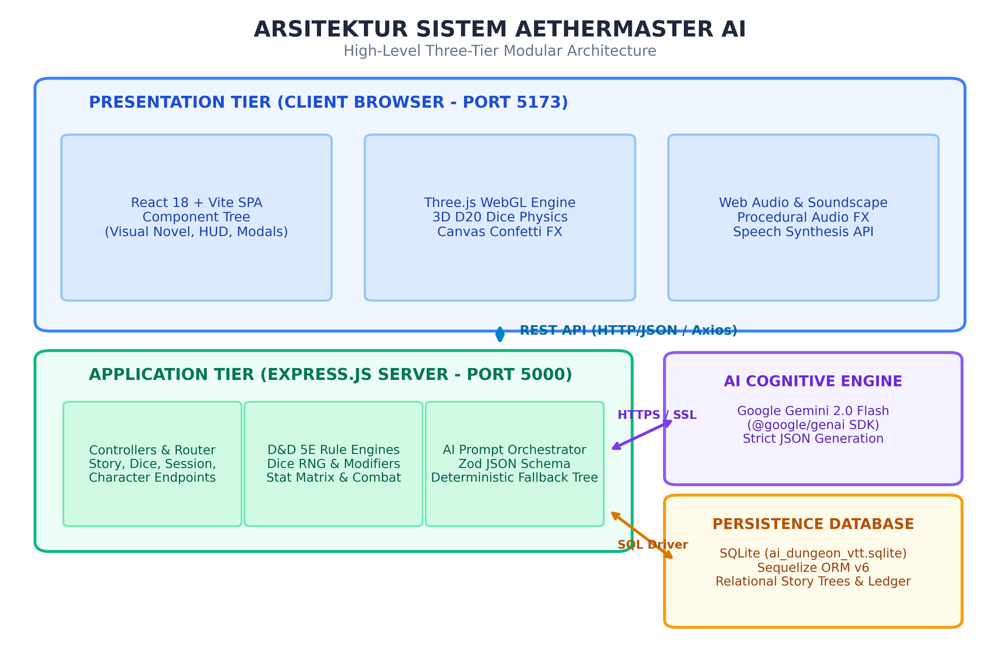 ARSITEKTUR SISTEM AETHERMASTER AI
High-Level Three-Tier Modular Architecture
PRESENTATION TIER (CLIENT BROWSER - PORT 5173)
React 18 + Vite SPA
Component Tree
(Visual Novel, HUD, Modals)
Three.js WebGL Engine
3D D20 Dice Physics
Canvas Confetti FX
Web Audio & Soundscape
Procedural Audio FX
Speech Synthesis API
REST API (HTTP/JSON / Axios)
APPLICATION TIER (EXPRESS.JS SERVER - PORT 5000)
Controllers & Router
Story, Dice, Session,
Character Endpoints
D&D 5E Rule Engines
Dice RNG & Modifiers
Stat Matrix & Combat
AI Prompt Orchestrator
Zod JSON Schema
Deterministic Fallback Tree
HTTPS / SSL
AI COGNITIVE ENGINE
Google Gemini 2.0 Flash
(@google/genai SDK)
Strict JSON Generation
SQL Driver
PERSISTENCE DATABASE
SQLite (ai_dungeon_vtt.sqlite)
Sequelize ORM v6
Relational Story Trees & Ledger